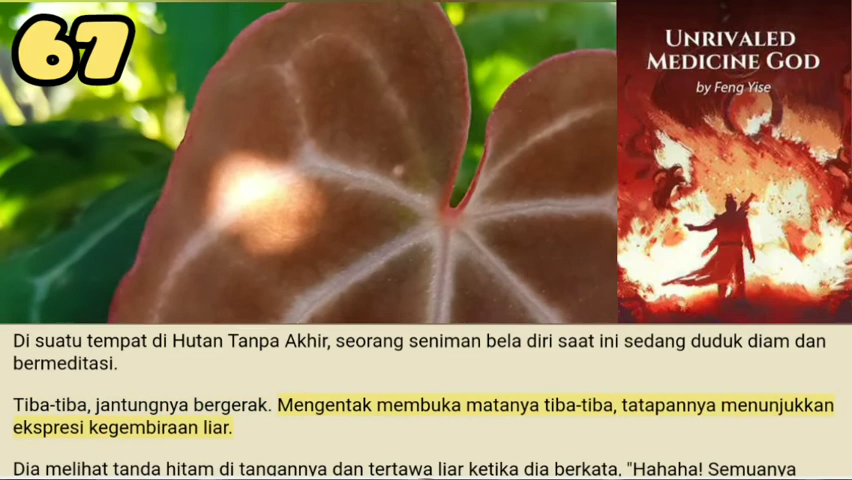 67
UNRIVALED
MEDICINE GOD
by Feng Yise
Di suatu tempat di Hutan Tanpa Akhir, seorang seniman bela diri saat ini sedang duduk diam dan
bermeditasi.
Tiba-tiba, jantungnya bergerak. Mengentak membuka matanya tiba-tiba, tatapannya menunjukkan
ekspresi kegembiraan liar.
Dia melihat tanda hitam di tangannya dan tertawa liar ketika dia berkata, "Hahaha! Semuanya